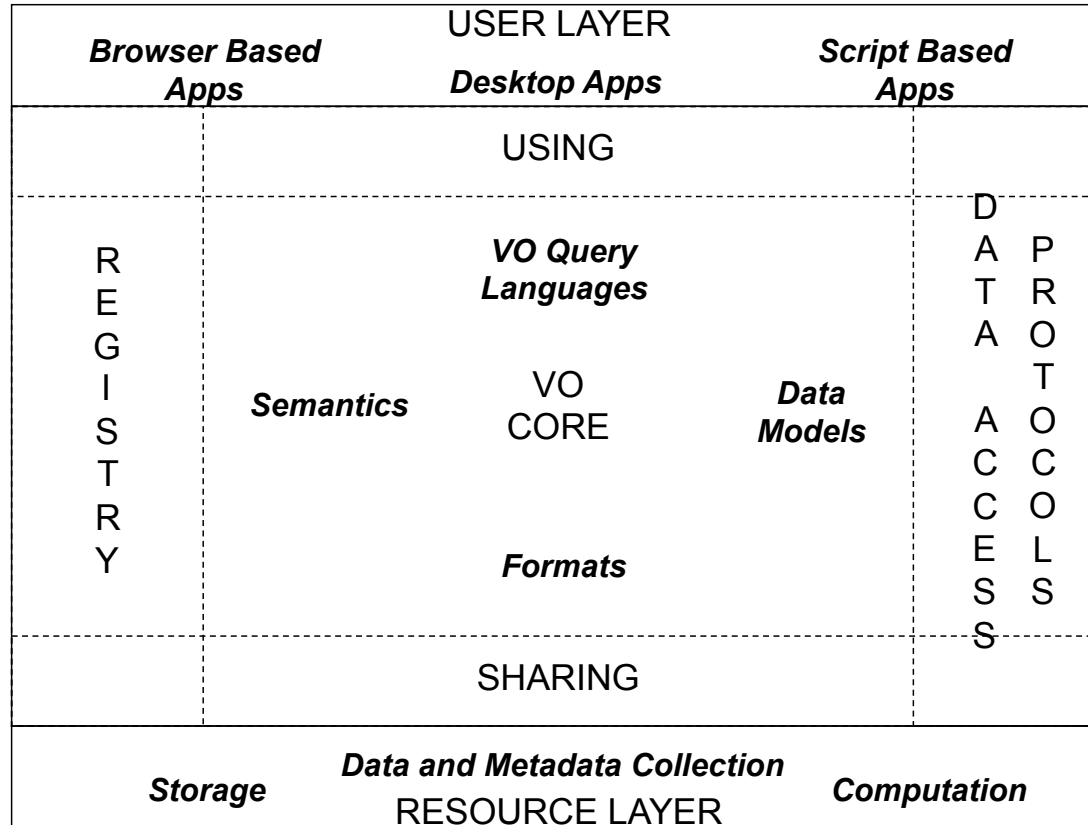 USER LAYER
Browser Based
Apps
Desktop Apps
Script Based
Apps
USING
REGISTRY
VO Query
Languages
Semantics
VO
CORE
Data
Models
Formats
DATA ACCESS
PROTOCOLS
SHARING
Storage
Data and Metadata Collection
Computation
RESOURCE LAYER